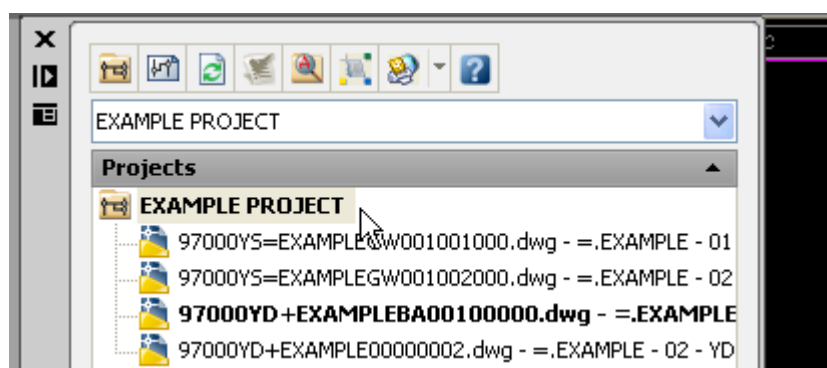 EXAMPLE PROJECT
Projects
EXAMPLE PROJECT
97000YS=EXAMPLEGW001001000.dwg - =.EXAMPLE - 01
97000YS=EXAMPLEGW001002000.dwg - =.EXAMPLE - 02
97000YD+EXAMPLEBA00100000.dwg - =.EXAMPLE
97000YD+EXAMPLE00000002.dwg - =.EXAMPLE - 02 - YD